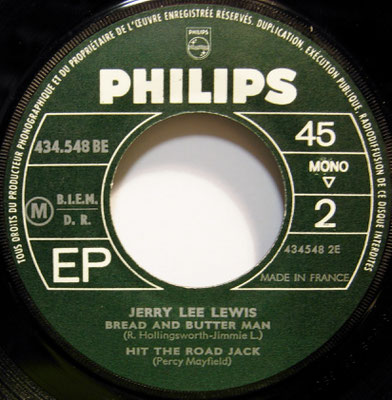 TOUS DROITS DU PRODUCTEUR PHONOGRAPHIQUE ET DU PROPRIÉTAIRE DE L'ŒUVRE ENREGISTRÉE RÉSERVÉS. DUPLICATION, EXÉCUTION PUBLIQUE, RADIODIFFUSION DE CE DISQUE INTERDITES
PHILIPS
PHILIPS
434.548 BE
45
MONO
M
B.I.E.M.
D. R.
2
434548 2E
EP
MADE IN FRANCE
JERRY LEE LEWIS
BREAD AND BUTTER MAN
(R. Hollingsworth-Jimmie L.)
HIT THE ROAD JACK
(Percy Mayfield)